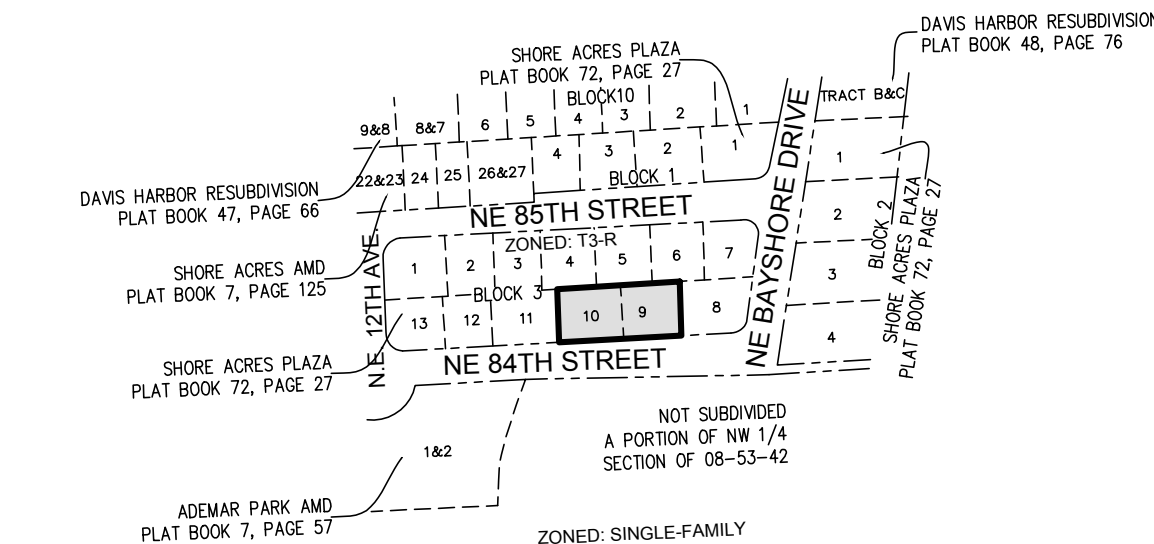 DAVIS HARBOR RESUBDIVISION
PLAT BOOK 48, PAGE 76
SHORE ACRES PLAZA
PLAT BOOK 72, PAGE 27
BLOCK10
TRACT B&C
9&8
8&7
6
5
4
3
2
1
22&23
24
25
26&27
4
3
2
1
BLOCK 1
1
2
3
4
BLOCK 2
SHORE ACRES PLAZA
PLAT BOOK 72, PAGE 27
DAVIS HARBOR RESUBDIVISION
PLAT BOOK 47, PAGE 66
NE 85TH STREET
NE BAYSHORE DRIVE
N.E. 12TH AVE.
ZONED: T3-R
1
2
3
4
5
6
7
BLOCK 3
13
12
11
10
9
8
SHORE ACRES AMD
PLAT BOOK 7, PAGE 125
SHORE ACRES PLAZA
PLAT BOOK 72, PAGE 27
NE 84TH STREET
NOT SUBDIVIDED
A PORTION OF NW 1/4
SECTION OF 08-53-42
1&2
ADEMAR PARK AMD
PLAT BOOK 7, PAGE 57
ZONED: SINGLE-FAMILY